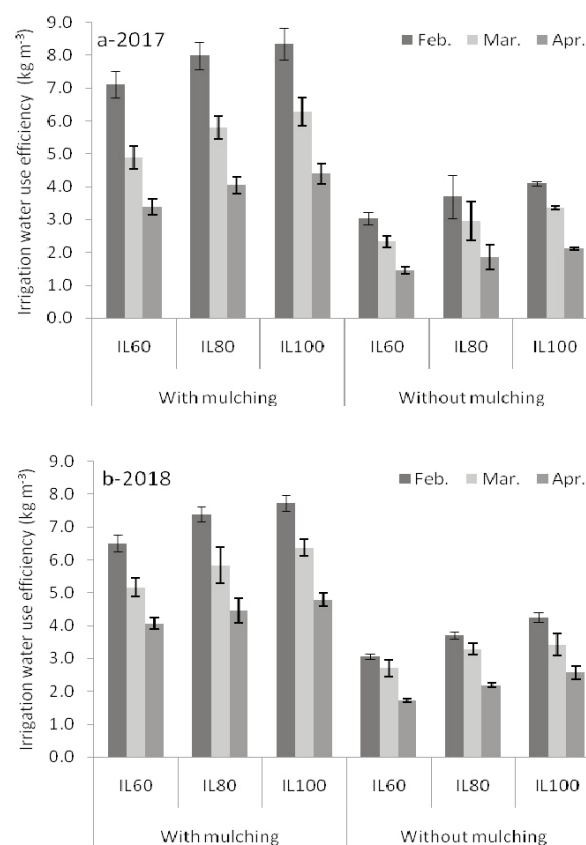 Irrigation water use efficiency (kg m⁻³)
a-2017
Feb. Mar. Apr.
9.0
8.0
7.0
6.0
5.0
4.0
3.0
2.0
1.0
0.0
IL60 IL80 IL100 IL60 IL80 IL100
With mulching Without mulching
Irrigation water use efficiency (kg m⁻³)
b-2018
Feb. Mar. Apr.
9.0
8.0
7.0
6.0
5.0
4.0
3.0
2.0
1.0
0.0
IL60 IL80 IL100 IL60 IL80 IL100
With mulching Without mulching